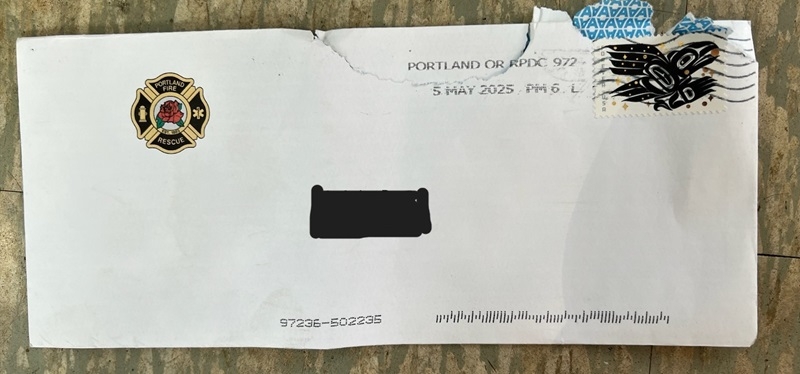 PORTLAND
FIRE
RESCUE
PORTLAND OR RPDC 972
5 MAY 2025 PM 6 L
97236-502235